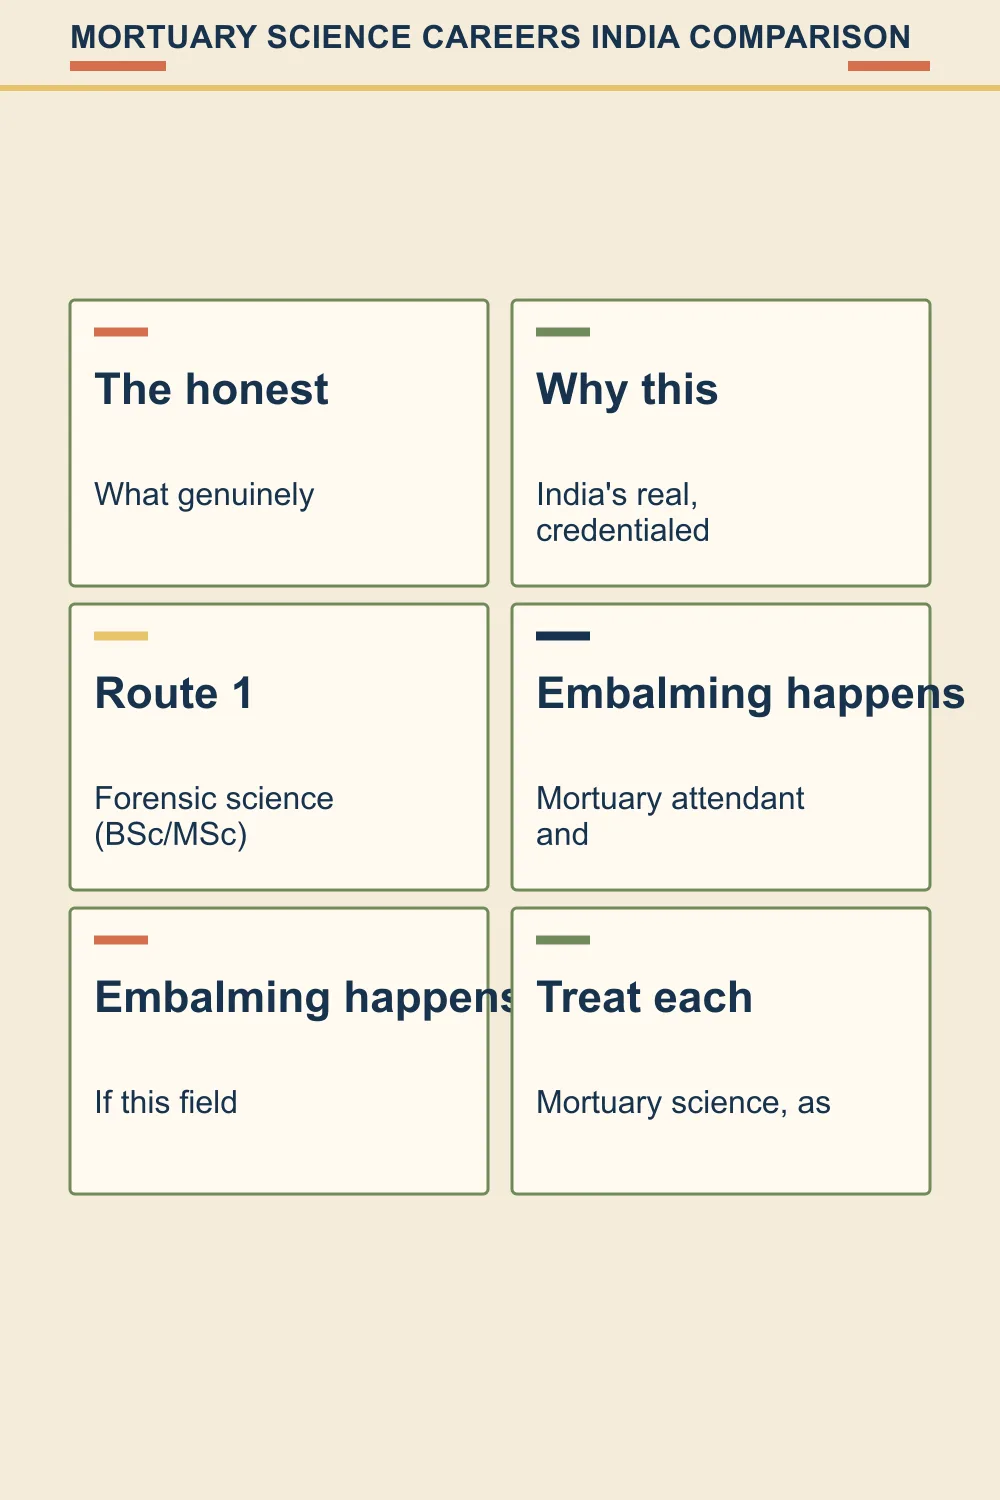 MORTUARY SCIENCE CAREERS INDIA COMPARISON
The honest
What genuinely
Why this
India's real,
credentialed
Route 1
Forensic science
(BSc/MSc)
Embalming happens
Mortuary attendant
and
Embalming happens
If this field
Treat each
Mortuary science, as